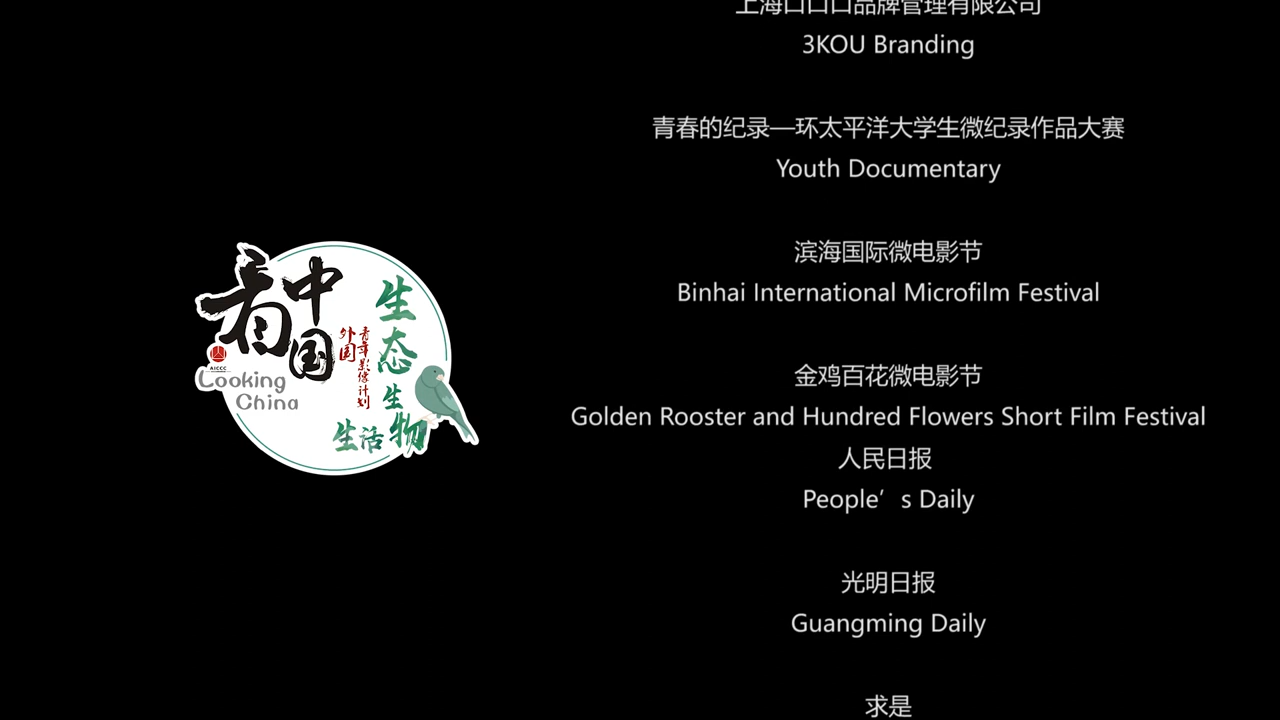 看中国
外国青年影像计划
AICCC
Looking
China
生态
生物
生活
上海口口口品牌管理有限公司
3KOU Branding
青春的纪录—环太平洋大学生微纪录作品大赛
Youth Documentary
滨海国际微电影节
Binhai International Microfilm Festival
金鸡百花微电影节
Golden Rooster and Hundred Flowers Short Film Festival
人民日报
People’s Daily
光明日报
Guangming Daily
求是